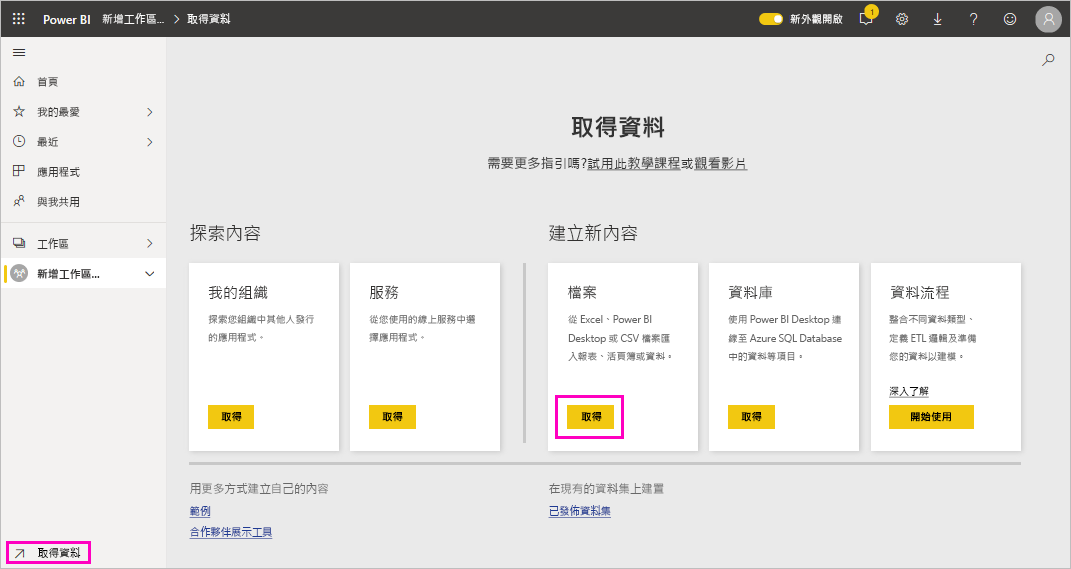 Power BI 新增工作區... > 取得資料
新外觀開啟
1
首頁
我的最愛
最近
應用程式
與我共用
工作區
新增工作區...
取得資料
取得資料
需要更多指引嗎?試用此教學課程或觀看影片
探索內容
我的組織
探索您組織中其他人發行
的應用程式。
取得
服務
從您使用的線上服務中選
擇應用程式。
取得
建立新內容
檔案
從 Excel、Power BI
Desktop 或 CSV 檔案匯
入報表、活頁簿或資料。
取得
資料庫
使用 Power BI Desktop 連
線至 Azure SQL Database
中的資料等項目。
取得
資料流程
整合不同資料類型、
定義 ETL 邏輯及準備
您的資料以建模。
深入了解
開始使用
用更多方式建立自己的內容
範例
合作夥伴展示工具
在現有的資料集上建置
已發佈資料集